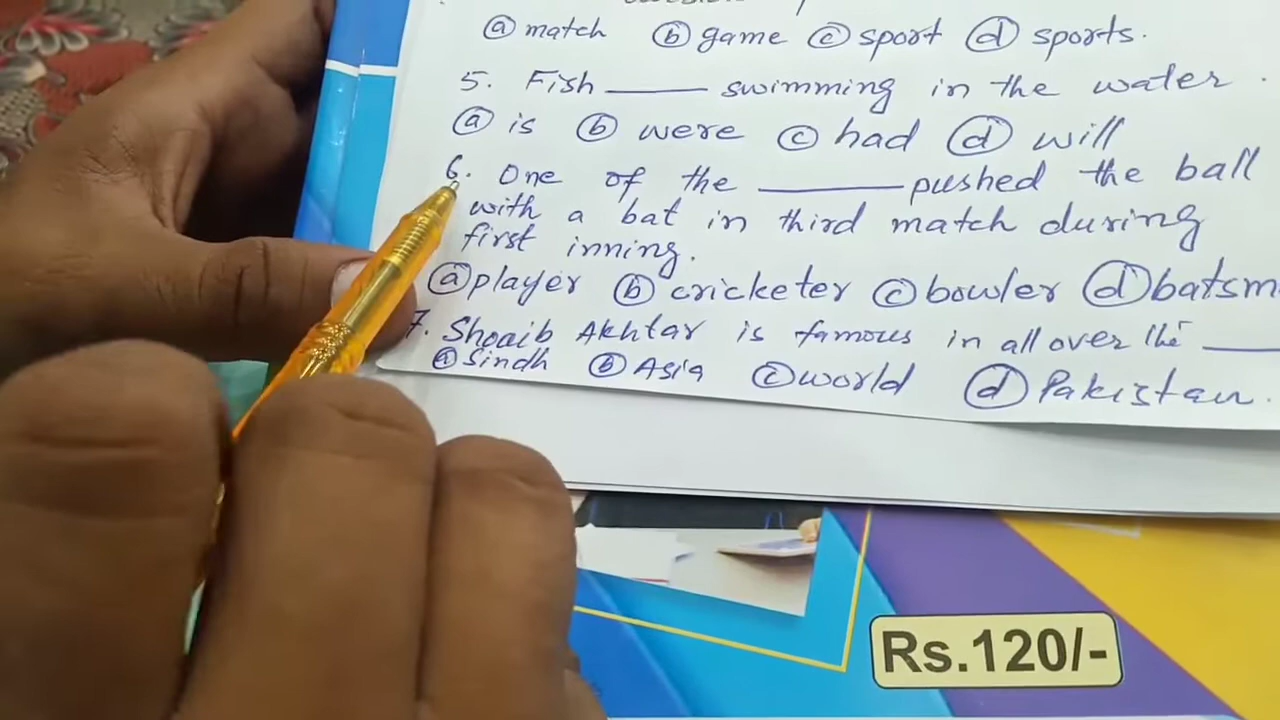 ⓐ match ⓑ game ⓒ sport ⓓ sports.
5. Fish ______ swimming in the water.
ⓐ is ⓑ were ⓒ had ⓓ will
6. One of the ______ pushed the ball
with a bat in third match during
first inning.
ⓐ player ⓑ cricketer ⓒ bowler ⓓ batsm
7. Shoaib Akhtar is famous in all over the ______
ⓐ Sindh ⓑ Asia ⓒ world ⓓ Pakistan.
Rs.120/-